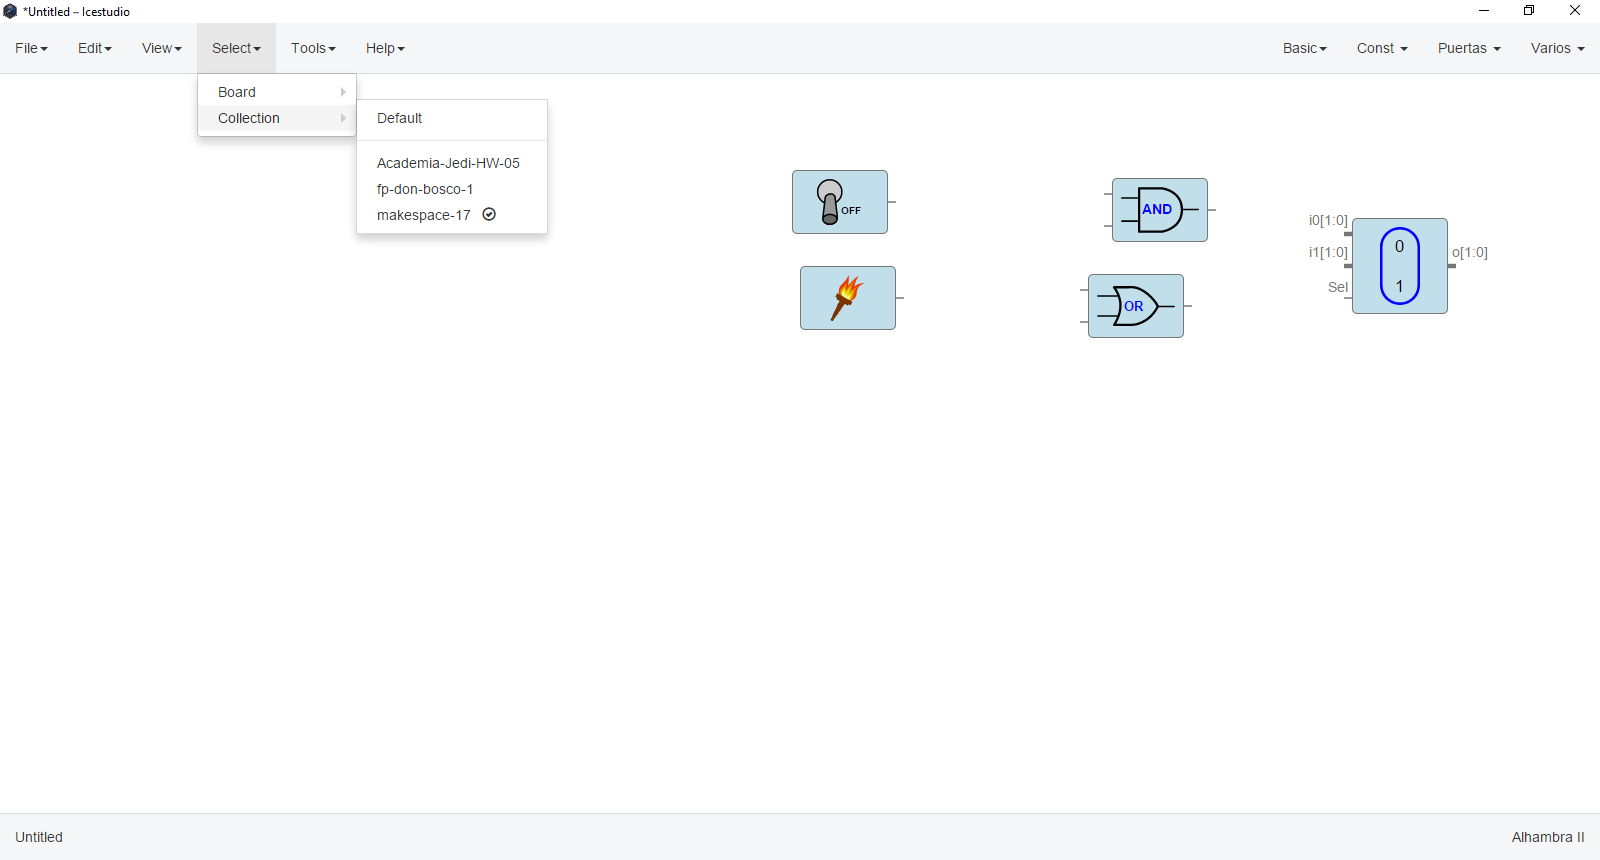 *Untitled – Icestudio
File Edit View Select Tools Help Basic Const Puertas Varios
Board
Collection
Default
Academia-Jedi-HW-05
fp-don-bosco-1
makespace-17
OFF
AND
OR
i0[1:0]
i1[1:0]
Sel
0
1
o[1:0]
Untitled
Alhambra II